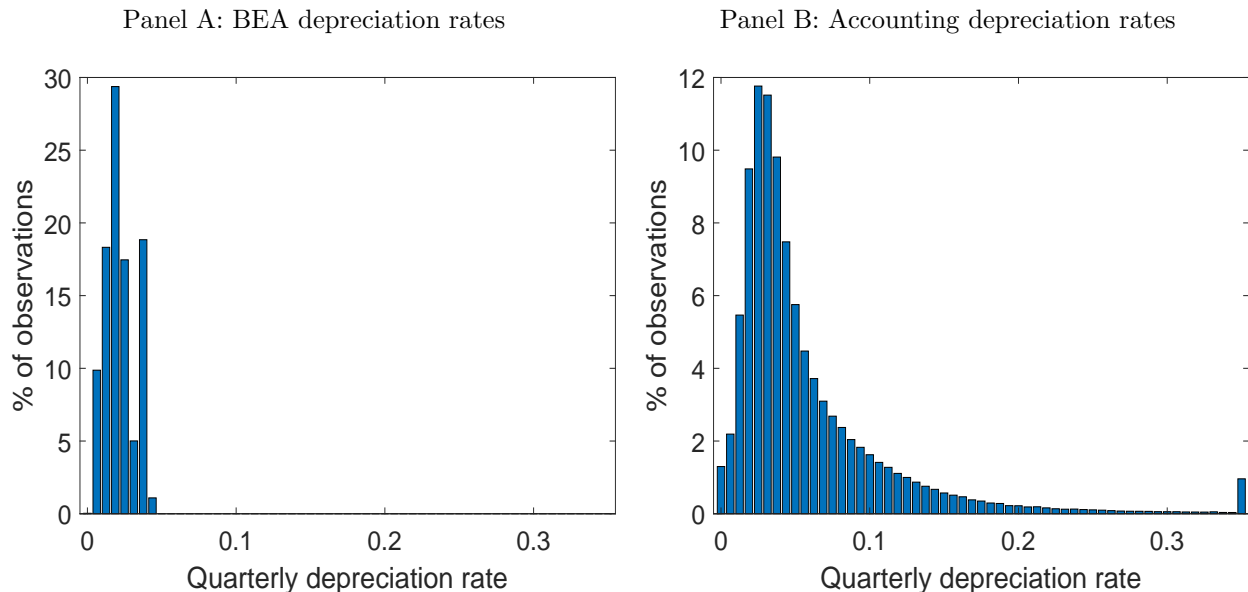 Panel A: BEA depreciation rates
% of observations
30
25
20
15
10
5
0
0 0.1 0.2 0.3
Quarterly depreciation rate
Panel B: Accounting depreciation rates
% of observations
12
10
8
6
4
2
0
0 0.1 0.2 0.3
Quarterly depreciation rate